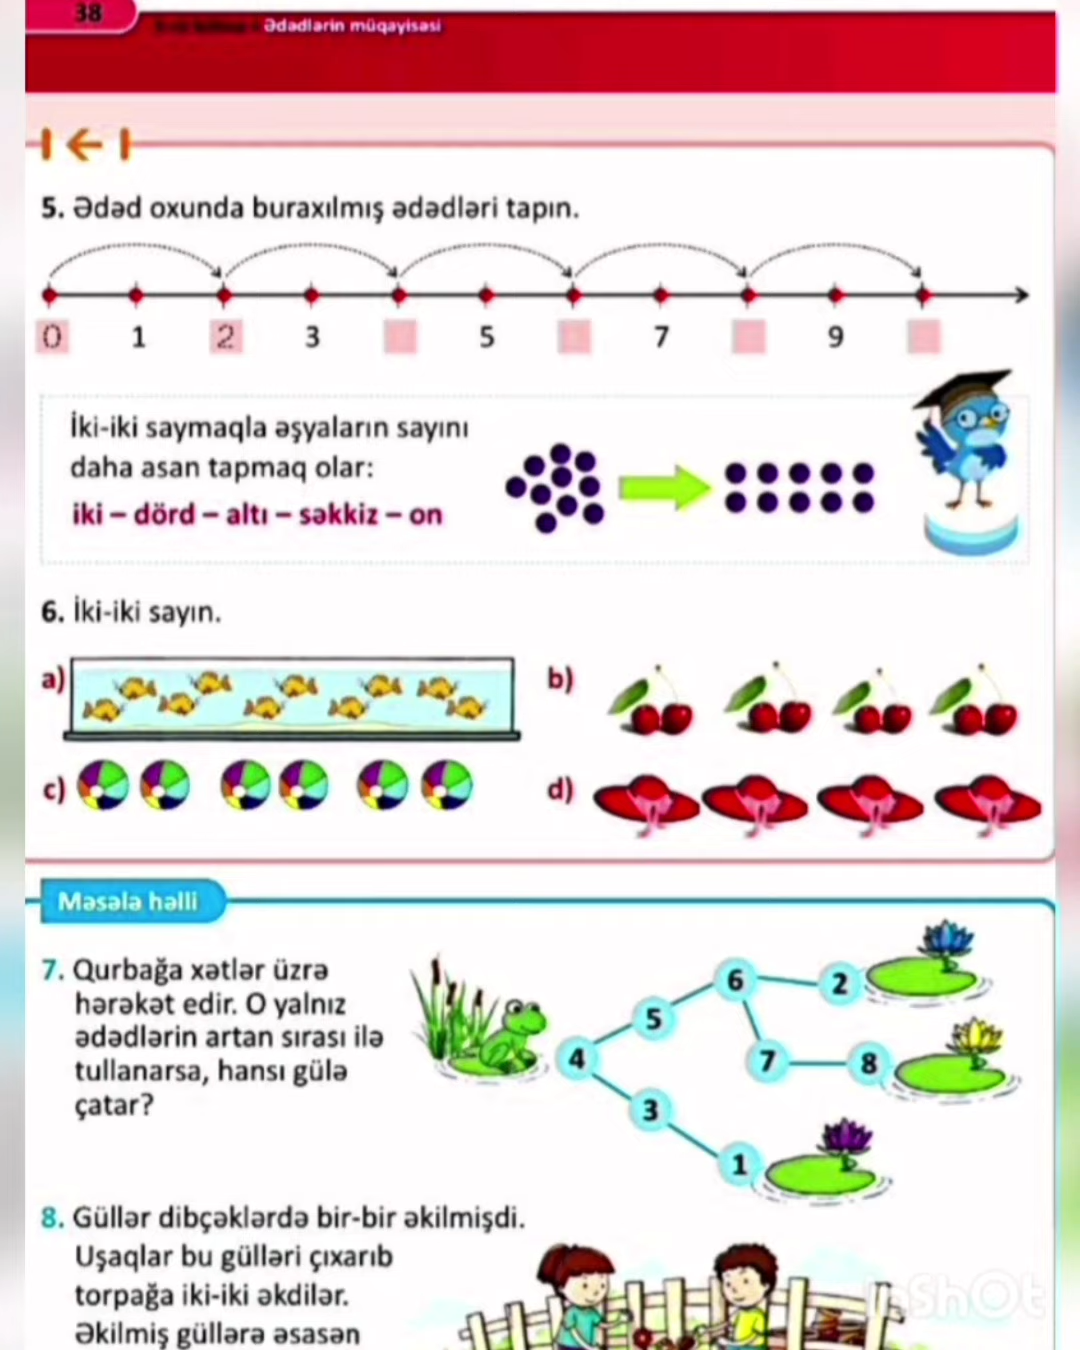 38
Ədədlərin müqayisəsi
5. Ədəd oxunda buraxılmış ədədləri tapın.
0 1 2 3 5 7 9
İki-iki saymaqla əşyaların sayını
daha asan tapmaq olar:
iki – dörd – altı – səkkiz – on
6. İki-iki sayın.
a)
b)
c)
d)
Məsələ həlli
7. Qurbağa xətlər üzrə
hərəkət edir. O yalnız
ədədlərin artan sırası ilə
tullanarsa, hansı gülə
çatar?
6 2
5
4 7 8
3
1
8. Güllər dibçəklərdə bir-bir əkilmişdi.
Uşaqlar bu gülləri çıxarıb
torpağa iki-iki əkdilər.
Əkilmiş güllərə əsasən
InShOt